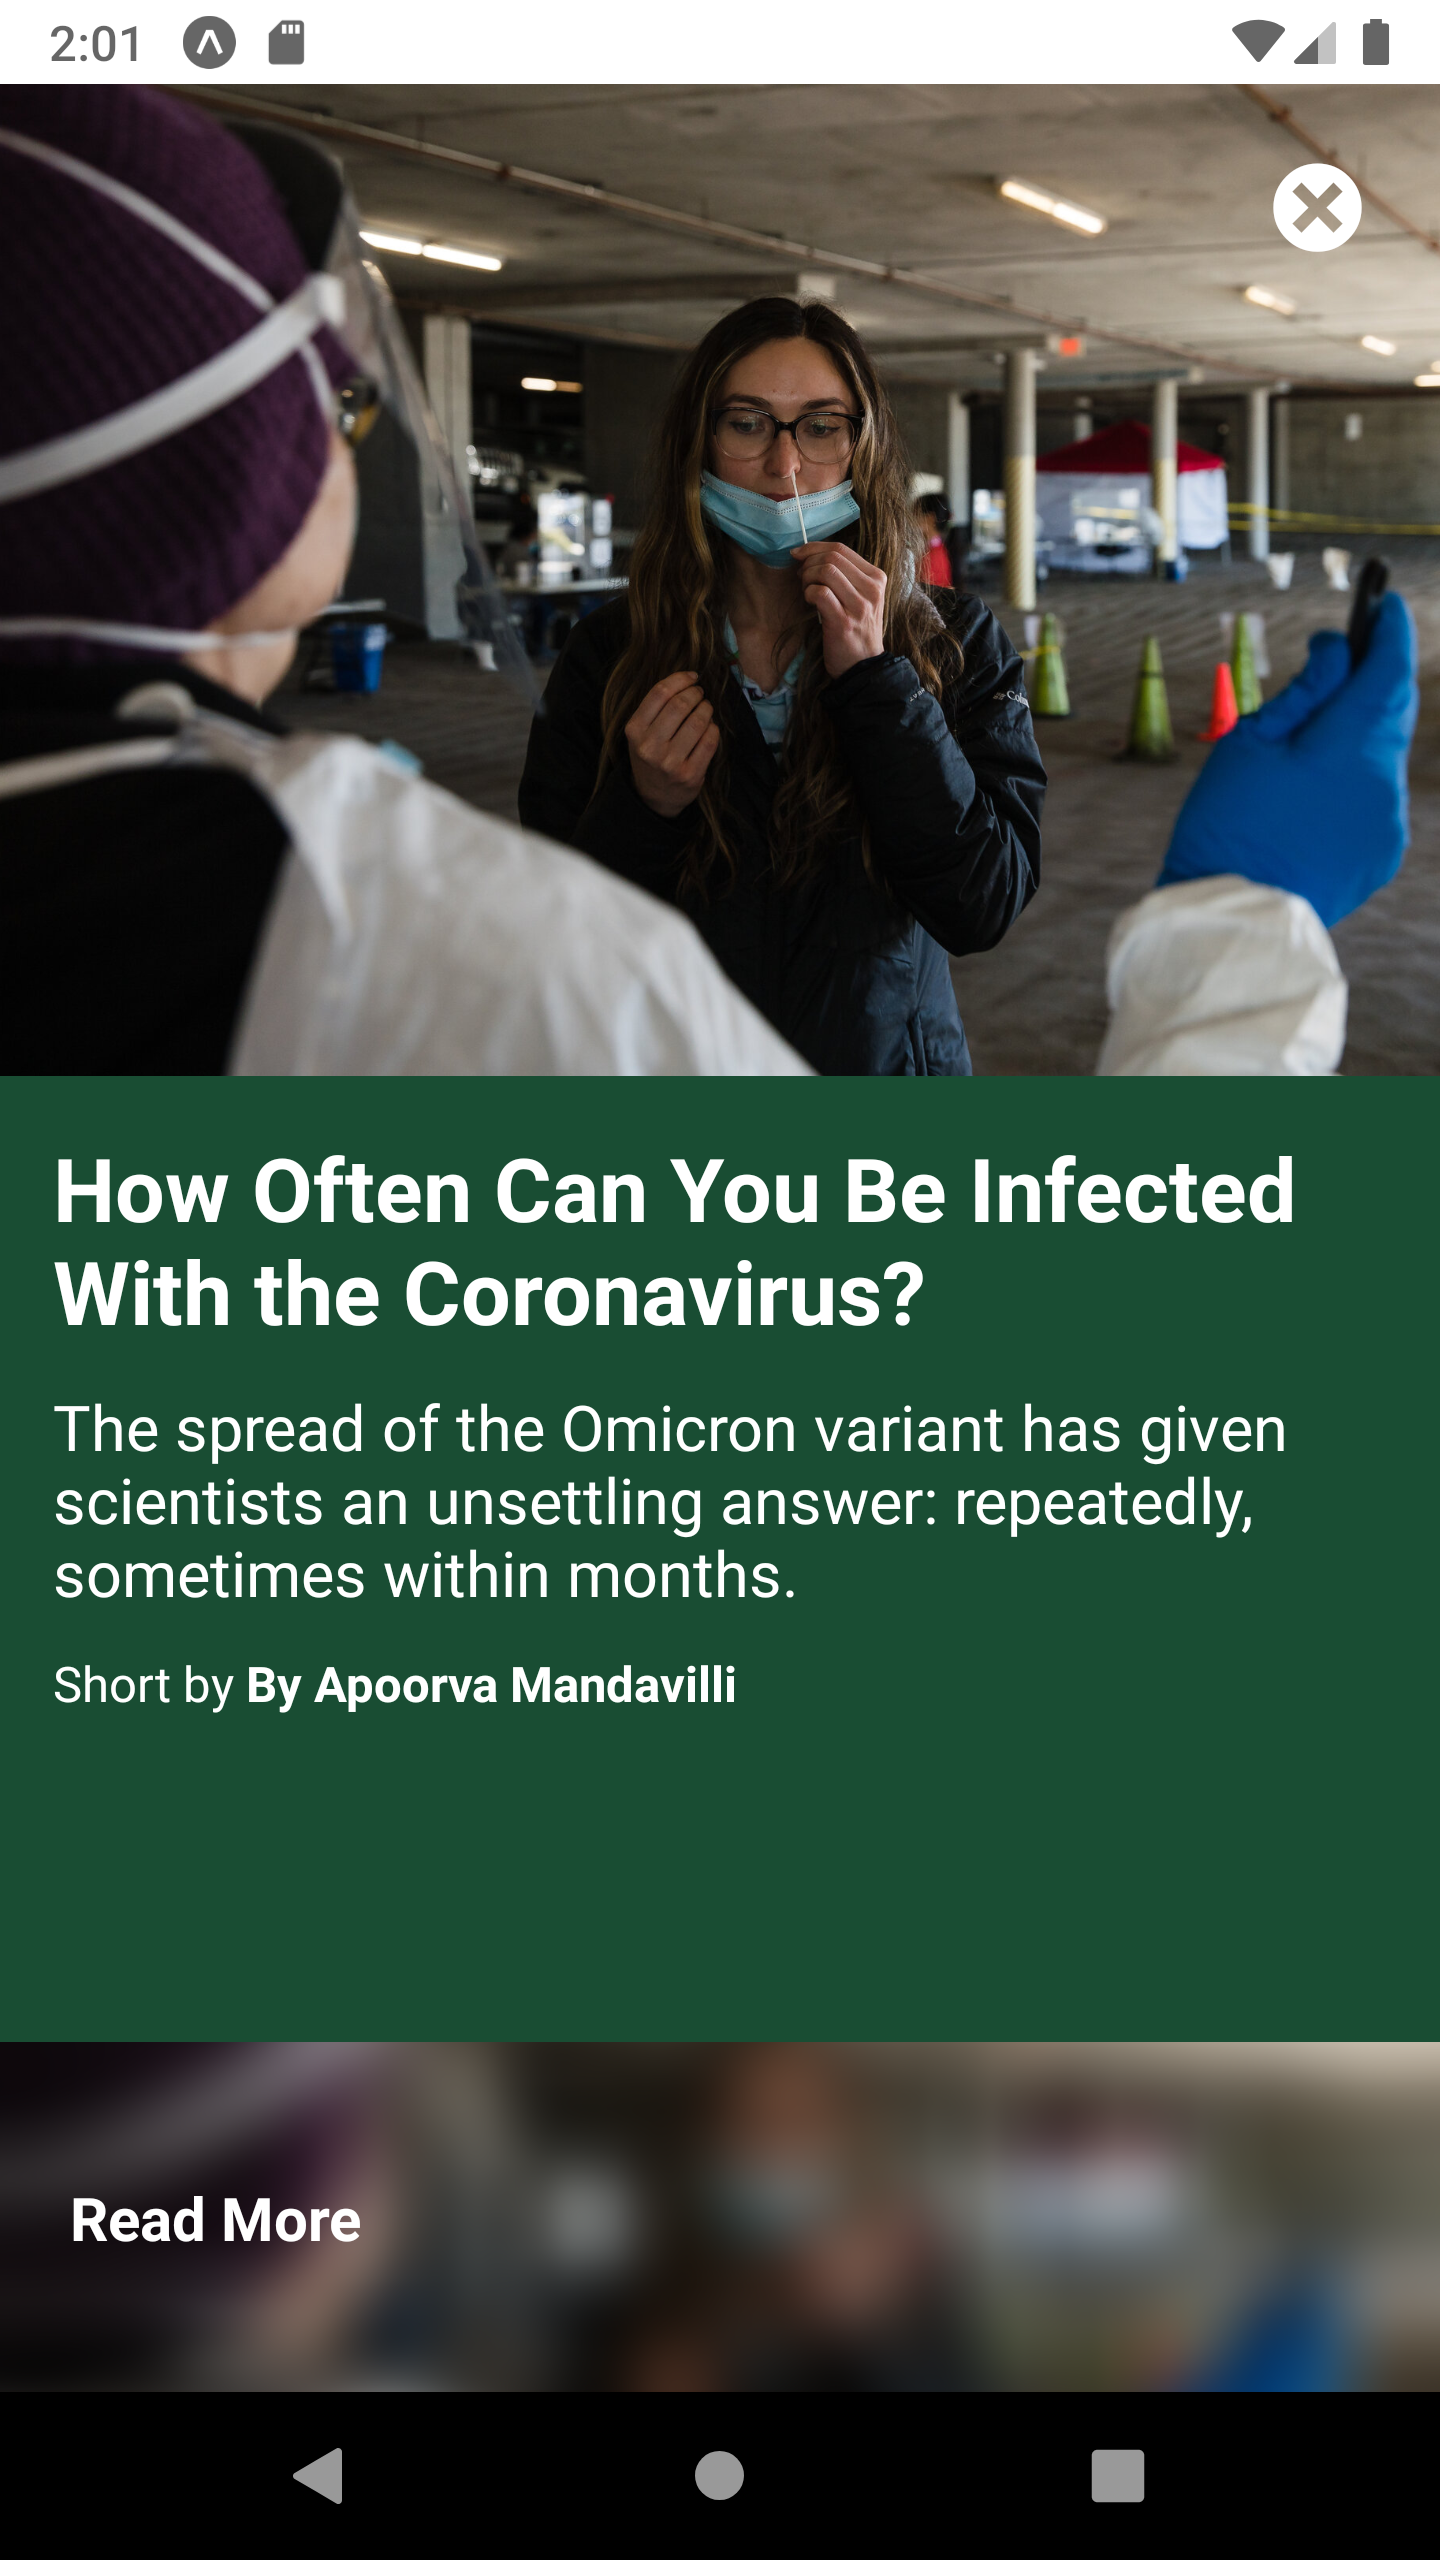 2:01
How Often Can You Be Infected
With the Coronavirus?
The spread of the Omicron variant has given
scientists an unsettling answer: repeatedly,
sometimes within months.
Short by By Apoorva Mandavilli
Read More